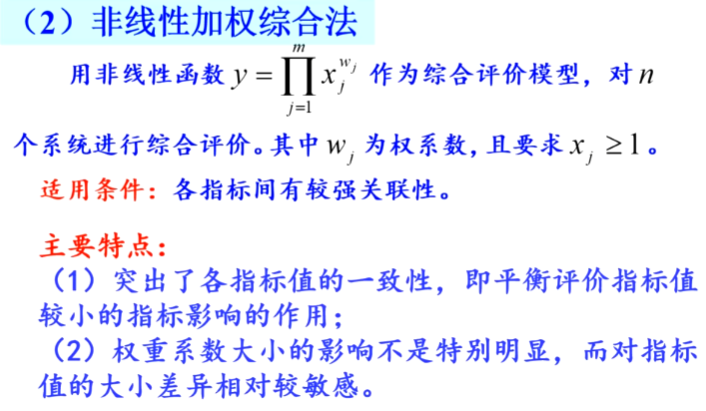 （2）非线性加权综合法
用非线性函数 $y = \prod_{j=1}^{m} x_j^{w_j}$ 作为综合评价模型，对 $n$
个系统进行综合评价。其中 $w_j$ 为权系数，且要求 $x_j \geq 1$ 。
适用条件：各指标间有较强关联性。
主要特点：
（1）突出了各指标值的一致性，即平衡评价指标值
较小的指标影响的作用；
（2）权重系数大小的影响不是特别明显，而对指标
值的大小差异相对较敏感。